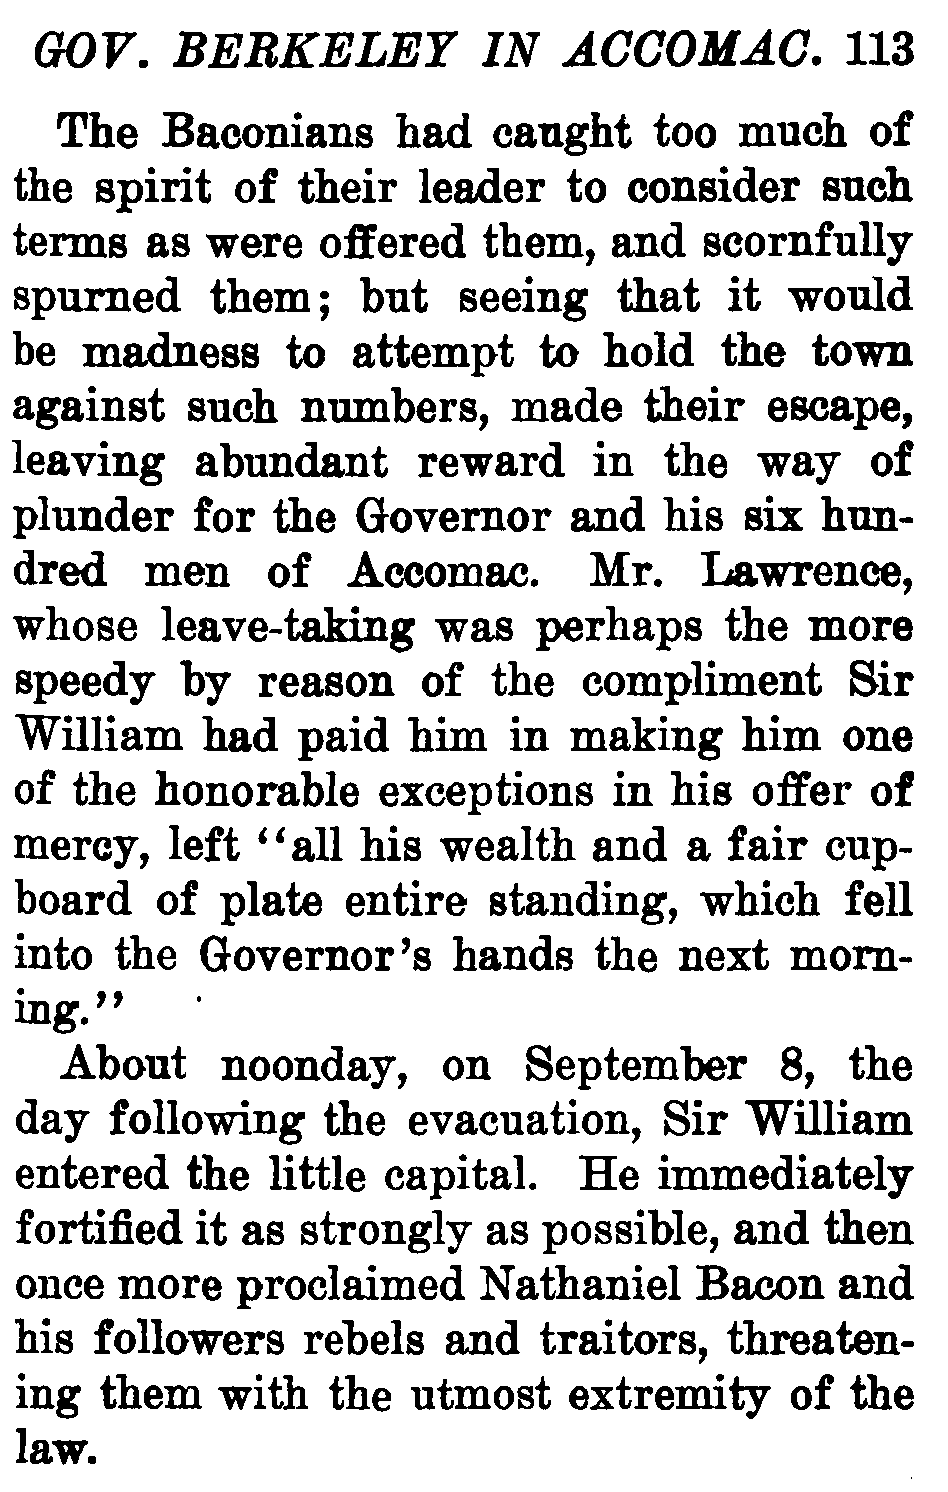 GOV. BERKELEY IN ACCOMAC. 113
The Baconians had caught too much of
the spirit of their leader to consider such
terms as were offered them, and scornfully
spurned them; but seeing that it would
be madness to attempt to hold the town
against such numbers, made their escape,
leaving abundant reward in the way of
plunder for the Governor and his six hun-
dred men of Accomac. Mr. Lawrence,
whose leave-taking was perhaps the more
speedy by reason of the compliment Sir
William had paid him in making him one
of the honorable exceptions in his offer of
mercy, left “all his wealth and a fair cup-
board of plate entire standing, which fell
into the Governor’s hands the next morn-
ing.”
About noonday, on September 8, the
day following the evacuation, Sir William
entered the little capital. He immediately
fortified it as strongly as possible, and then
once more proclaimed Nathaniel Bacon and
his followers rebels and traitors, threaten-
ing them with the utmost extremity of the
law.